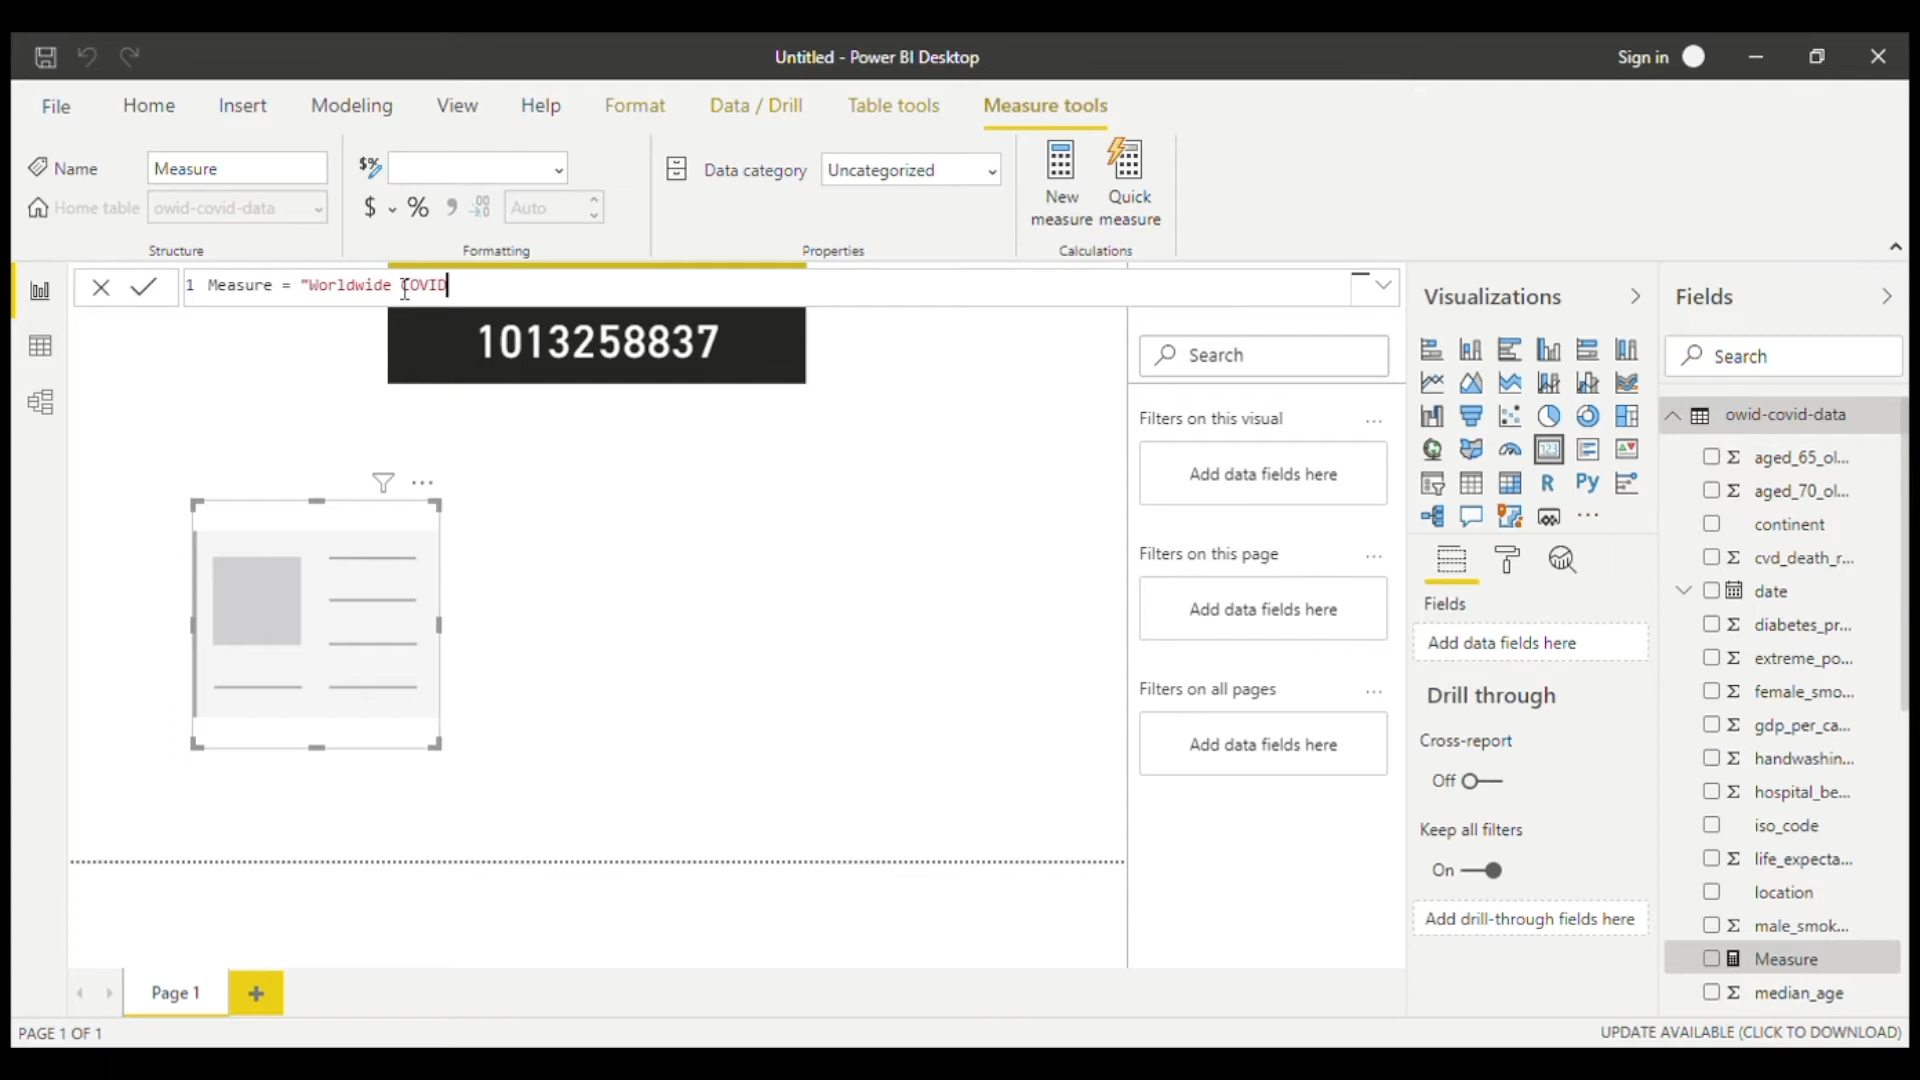 Untitled - Power BI Desktop
Sign in
File Home Insert Modeling View Help Format Data / Drill Table tools Measure tools
Name Measure
Home table owid-covid-data
Structure
$%
$ % 9 .00
Auto
Formatting
Data category Uncategorized
Properties
New measure
Quick measure
Calculations
1 Measure = "Worldwide COVID
1013258837
Search
Filters on this visual
Add data fields here
Filters on this page
Add data fields here
Filters on all pages
Add data fields here
Visualizations
123
R Py
Fields
Add data fields here
Drill through
Cross-report
Off
Keep all filters
On
Add drill-through fields here
Fields
Search
owid-covid-data
Σ aged_65_ol...
Σ aged_70_ol...
continent
Σ cvd_death_r...
date
Σ diabetes_pr...
Σ extreme_po...
Σ female_smo...
Σ gdp_per_ca...
Σ handwashin...
Σ hospital_be...
iso_code
Σ life_expecta...
location
Σ male_smok...
Measure
Σ median_age
Page 1
PAGE 1 OF 1
UPDATE AVAILABLE (CLICK TO DOWNLOAD)